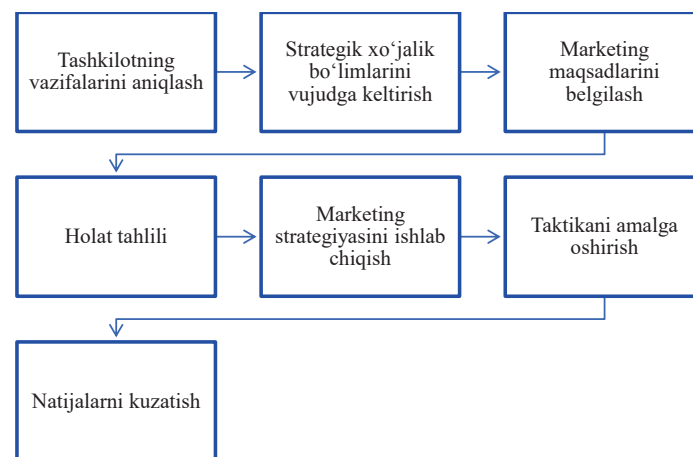 Tashkilotning
vazifalarini aniqlash
Strategik xo‘jalik
bo‘limlarini
vujudga keltirish
Marketing
maqsadlarini
belgilash
Holat tahlili
Marketing
strategiyasini ishlab
chiqish
Taktikani amalga
oshirish
Natijalarni kuzatish